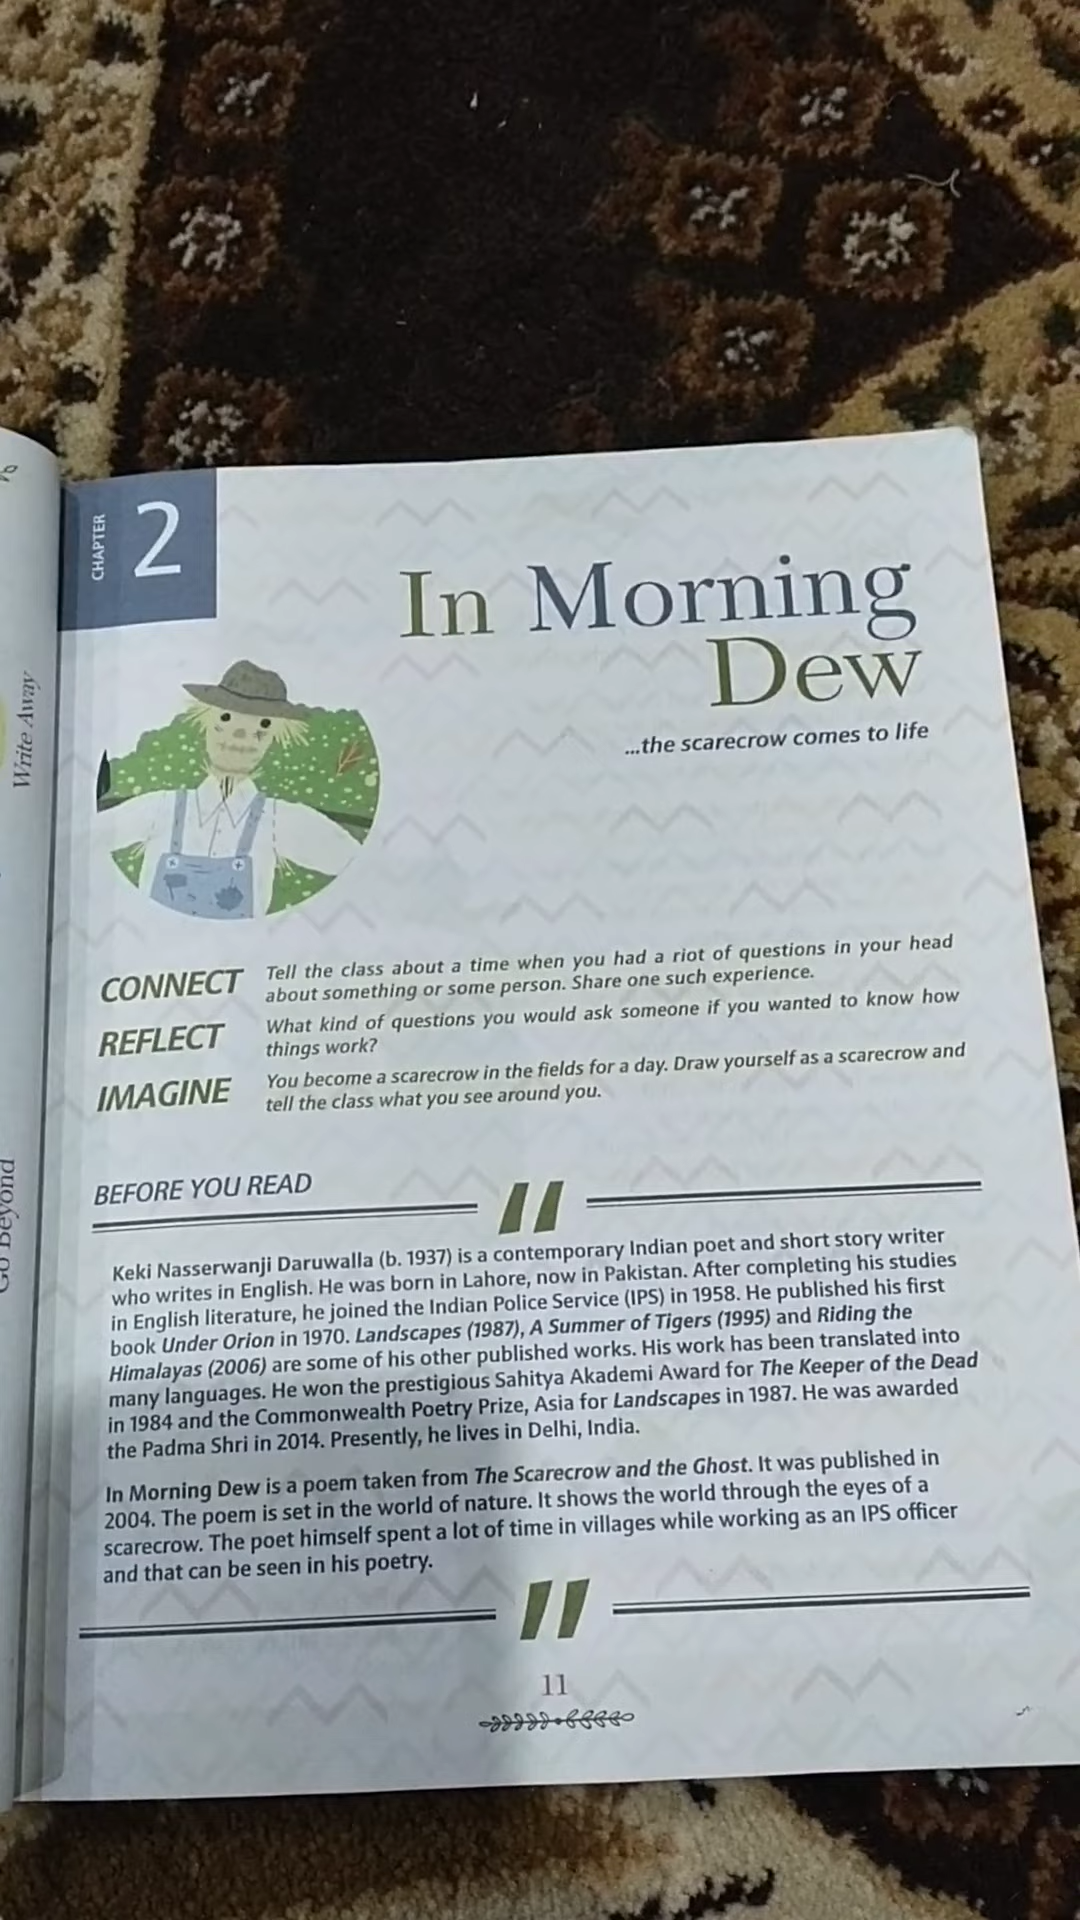 CHAPTER
2
In Morning
Dew
...the scarecrow comes to life
Write Away
Go Beyond
CONNECT
Tell the class about a time when you had a riot of questions in your head
about something or some person. Share one such experience.
REFLECT
What kind of questions you would ask someone if you wanted to know how
things work?
IMAGINE
You become a scarecrow in the fields for a day. Draw yourself as a scarecrow and
tell the class what you see around you.
BEFORE YOU READ
Keki Nasserwanji Daruwalla (b. 1937) is a contemporary Indian poet and short story writer
who writes in English. He was born in Lahore, now in Pakistan. After completing his studies
in English literature, he joined the Indian Police Service (IPS) in 1958. He published his first
book Under Orion in 1970. Landscapes (1987), A Summer of Tigers (1995) and Riding the
Himalayas (2006) are some of his other published works. His work has been translated into
many languages. He won the prestigious Sahitya Akademi Award for The Keeper of the Dead
in 1984 and the Commonwealth Poetry Prize, Asia for Landscapes in 1987. He was awarded
the Padma Shri in 2014. Presently, he lives in Delhi, India.
In Morning Dew is a poem taken from The Scarecrow and the Ghost. It was published in
2004. The poem is set in the world of nature. It shows the world through the eyes of a
scarecrow. The poet himself spent a lot of time in villages while working as an IPS officer
and that can be seen in his poetry.
11